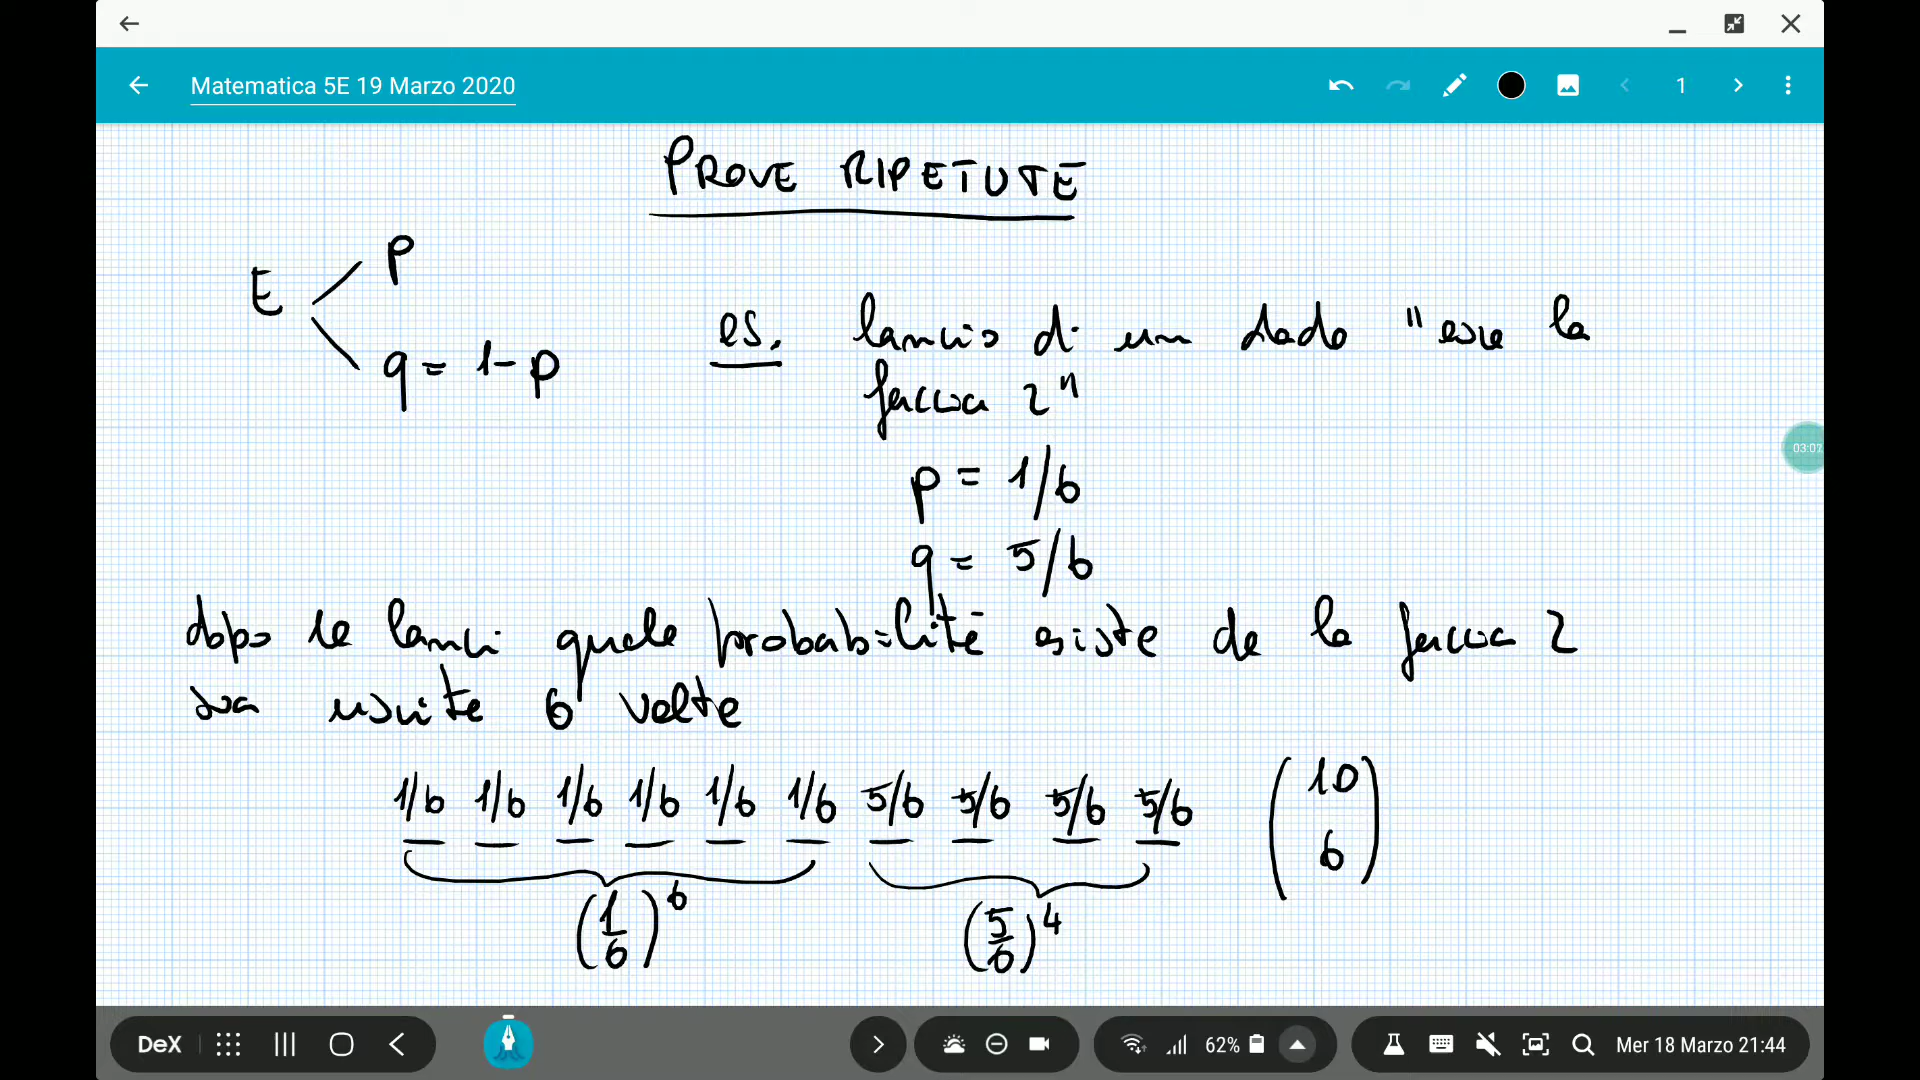 Matematica 5E 19 Marzo 2020
1
PROVE RIPETUTE
E
p
q = 1-p
es. lancio di un dado "esce la
faccia 2"
p = 1/6
q = 5/6
03:07
dopo lanci quale probabilità esiste che la faccia 2
sia uscita 6 volte
1/6 1/6 1/6 1/6 1/6 1/6 5/6 5/6 5/6 5/6 (10 6)
(1/6)^6 (5/6)^4
DeX
62%
Mer 18 Marzo 21:44